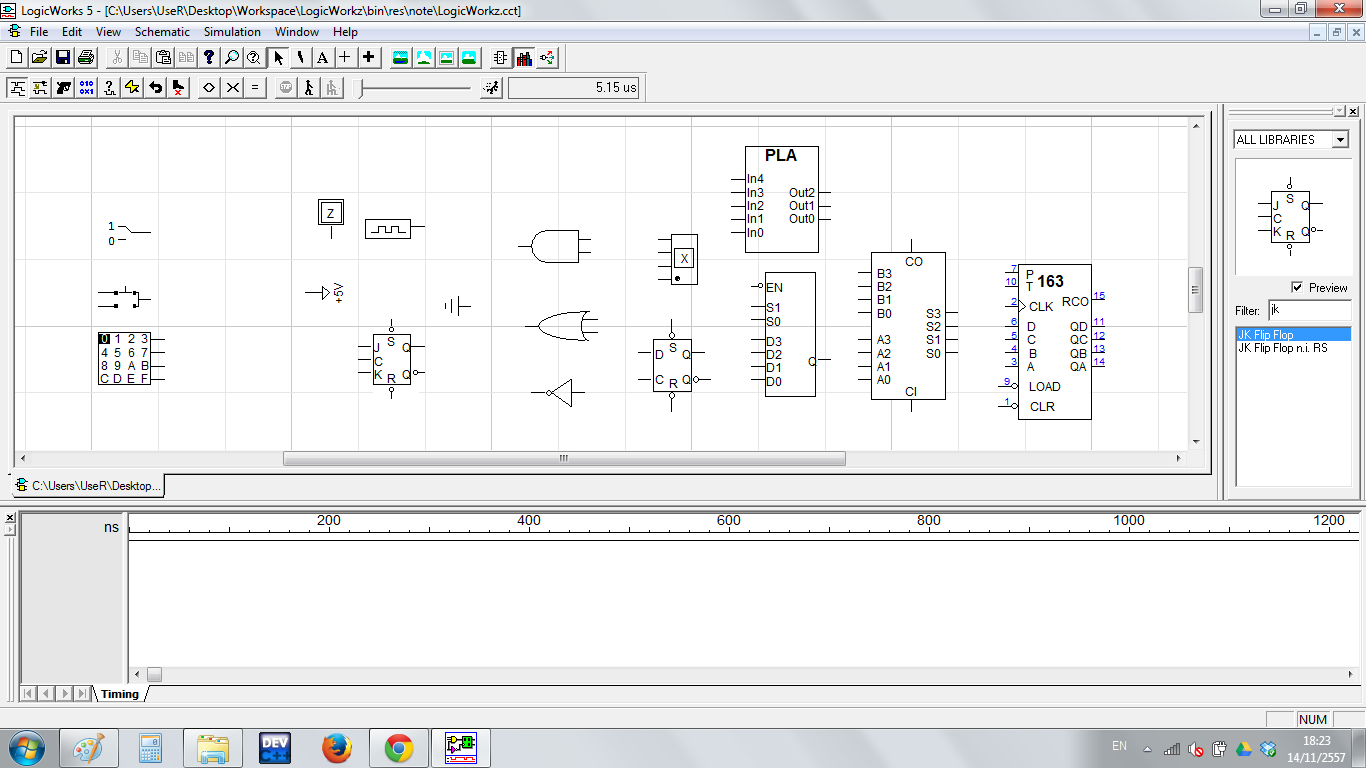 LogicWorks 5 - [C:\Users\UseR\Desktop\Workspace\LogicWorkz\bin\res\note\LogicWorkz.cct]
File Edit View Schematic Simulation Window Help
A
5.15 us
1
0
0 1 2 3
4 5 6 7
8 9 A B
C D E F
Z
+5V
S
J Q
C
K Q
R
X
S
D Q
C Q
R
PLA
In4
In3 Out2
In2 Out1
In1 Out0
In0
EN
S1
S0
D3
D2
D1
D0
Q
CO
B3
B2
B1
B0
S3
S2
A3 S1
A2 S0
A1
A0
CI
163
7 P
10 T
RCO 15
2 CLK
6 D QD 11
5 C QC 12
4 B QB 13
3 A QA 14
9 LOAD
1 CLR
ALL LIBRARIES
S
J Q
C
K Q
R
Preview
Filter: jk
JK Flip Flop
JK Flip Flop n.i. RS
C:\Users\UseR\Desktop...
ns 200 400 600 800 1000 1200
Timing
NUM
DEV
C++
EN
18:23
14/11/2557